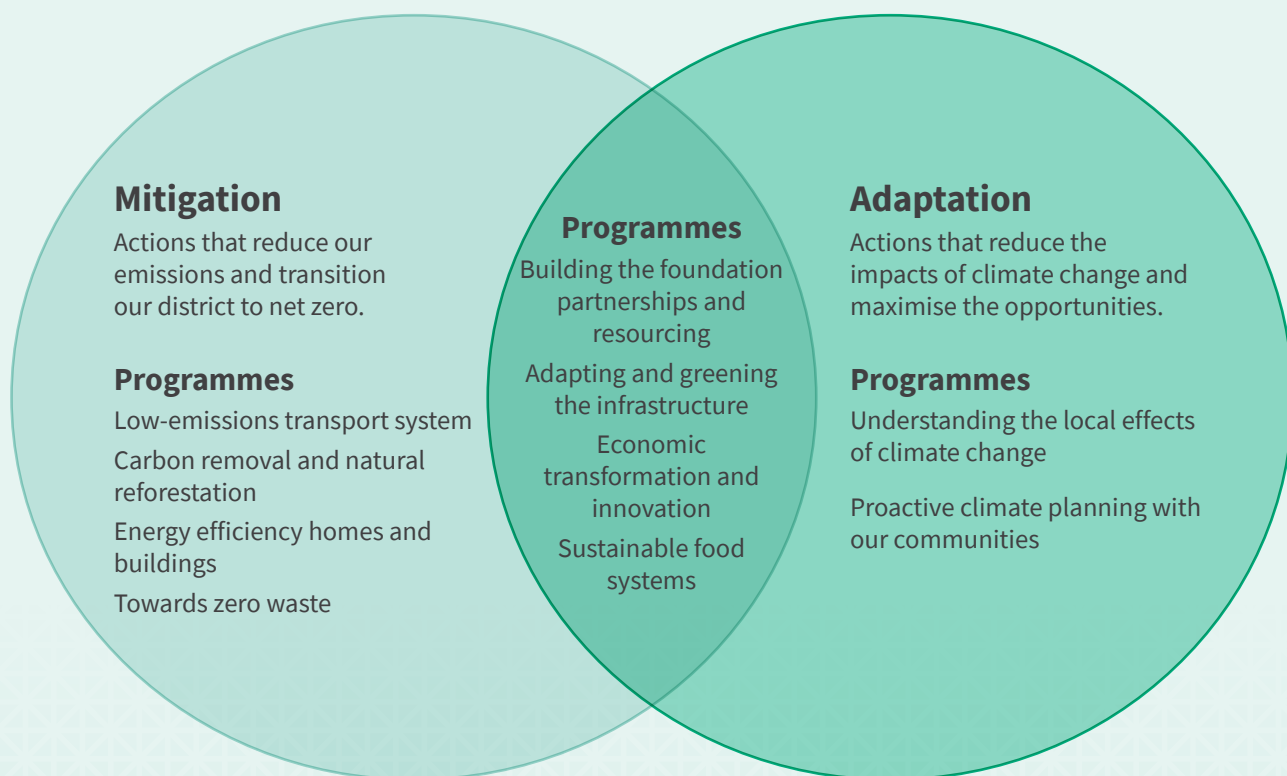 Mitigation
Actions that reduce our
emissions and transition
our district to net zero.
Programmes
Low-emissions transport system
Carbon removal and natural
reforestation
Energy efficiency homes and
buildings
Towards zero waste
Programmes
Building the foundation
partnerships and
resourcing
Adapting and greening
the infrastructure
Economic
transformation and
innovation
Sustainable food
systems
Adaptation
Actions that reduce the
impacts of climate change and
maximise the opportunities.
Programmes
Understanding the local effects
of climate change
Proactive climate planning with
our communities